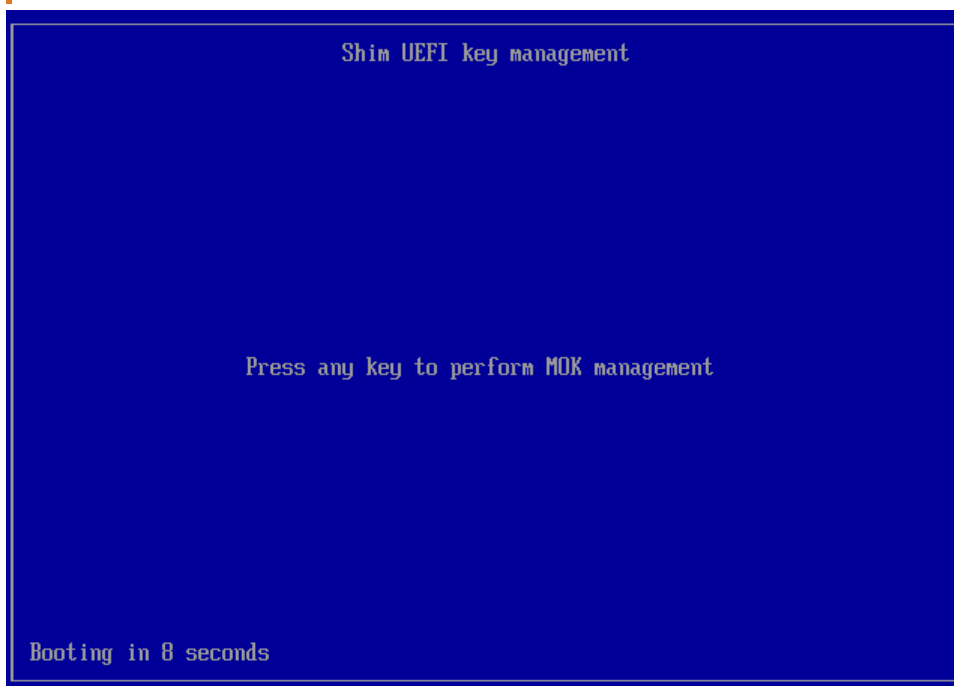 Shim UEFI key management
Press any key to perform MOK management
Booting in 8 seconds